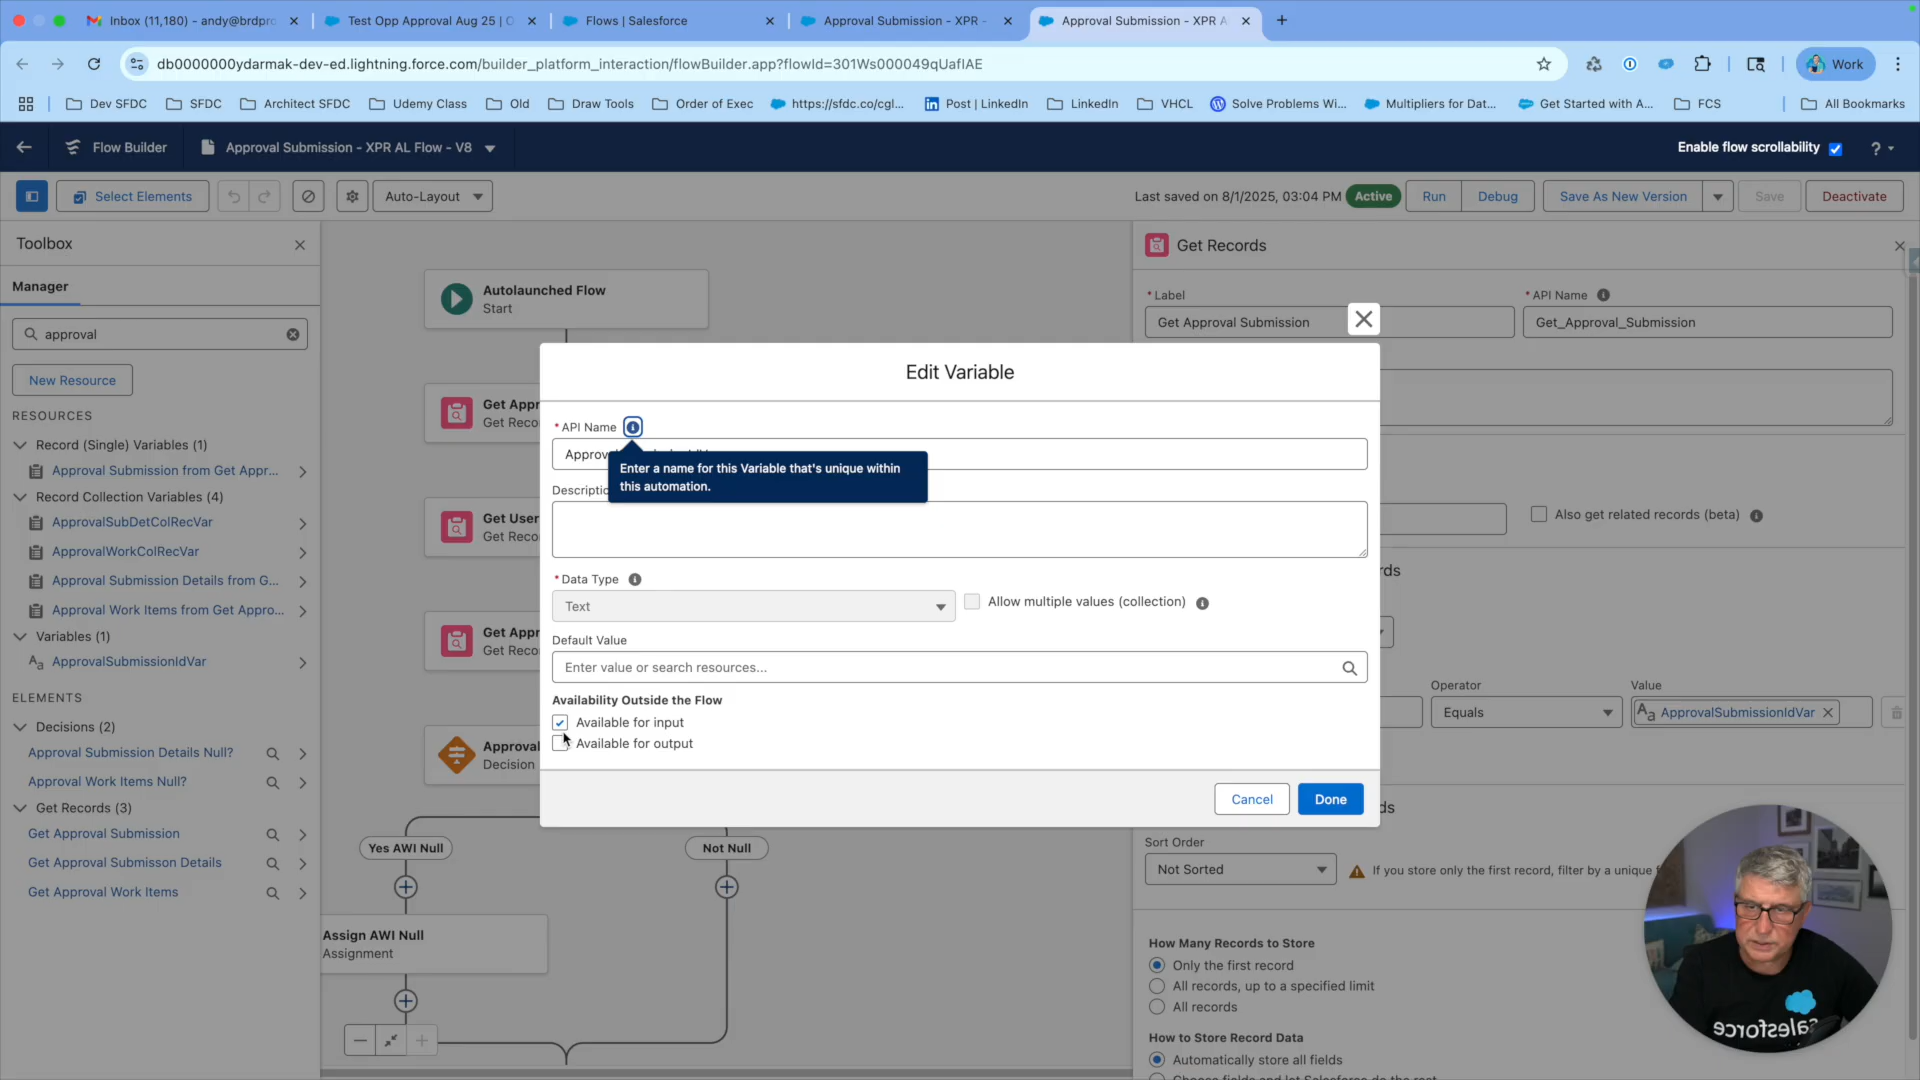 Inbox (11,180) - andy@brdpro
Test Opp Approval Aug 25 | O
Flows | Salesforce
Approval Submission - XPR -
Approval Submission - XPR A
db0000000ydarmak-dev-ed.lightning.force.com/builder_platform_interaction/flowBuilder.app?flowId=301Ws000049qUafIAE
Work
Dev SFDC
SFDC
Architect SFDC
Udemy Class
Old
Draw Tools
Order of Exec
https://sfdc.co/cgl...
Post | LinkedIn
LinkedIn
VHCL
Solve Problems Wi...
Multipliers for Dat...
Get Started with A...
FCS
All Bookmarks
Flow Builder
Approval Submission - XPR AL Flow - V8
Enable flow scrollability
?
Select Elements
Auto-Layout
Last saved on 8/1/2025, 03:04 PM
Active
Run
Debug
Save As New Version
Save
Deactivate
Toolbox
Manager
approval
New Resource
RESOURCES
Record (Single) Variables (1)
Approval Submission from Get Appr...
Record Collection Variables (4)
ApprovalSubDetColRecVar
ApprovalWorkColRecVar
Approval Submission Details from G...
Approval Work Items from Get Appro...
Variables (1)
ApprovalSubmissionIdVar
ELEMENTS
Decisions (2)
Approval Submission Details Null?
Approval Work Items Null?
Get Records (3)
Get Approval Submission
Get Approval Submisson Details
Get Approval Work Items
Autolaunched Flow
Start
Get Appr
Get Reco
Get User
Get Reco
Get Appr
Get Reco
Approval
Decision
Yes AWI Null
Not Null
Assign AWI Null
Assignment
Edit Variable
* API Name
Approv
Enter a name for this Variable that's unique within
this automation.
Descriptio
* Data Type
Text
Allow multiple values (collection)
Default Value
Enter value or search resources...
Availability Outside the Flow
Available for input
Available for output
Cancel
Done
Get Records
* Label
Get Approval Submission
* API Name
Get_Approval_Submission
Also get related records (beta)
rds
Operator
Equals
Value
ApprovalSubmissionIdVar
ds
Sort Order
Not Sorted
If you store only the first record, filter by a unique f
How Many Records to Store
Only the first record
All records, up to a specified limit
All records
How to Store Record Data
Automatically store all fields
salesforce